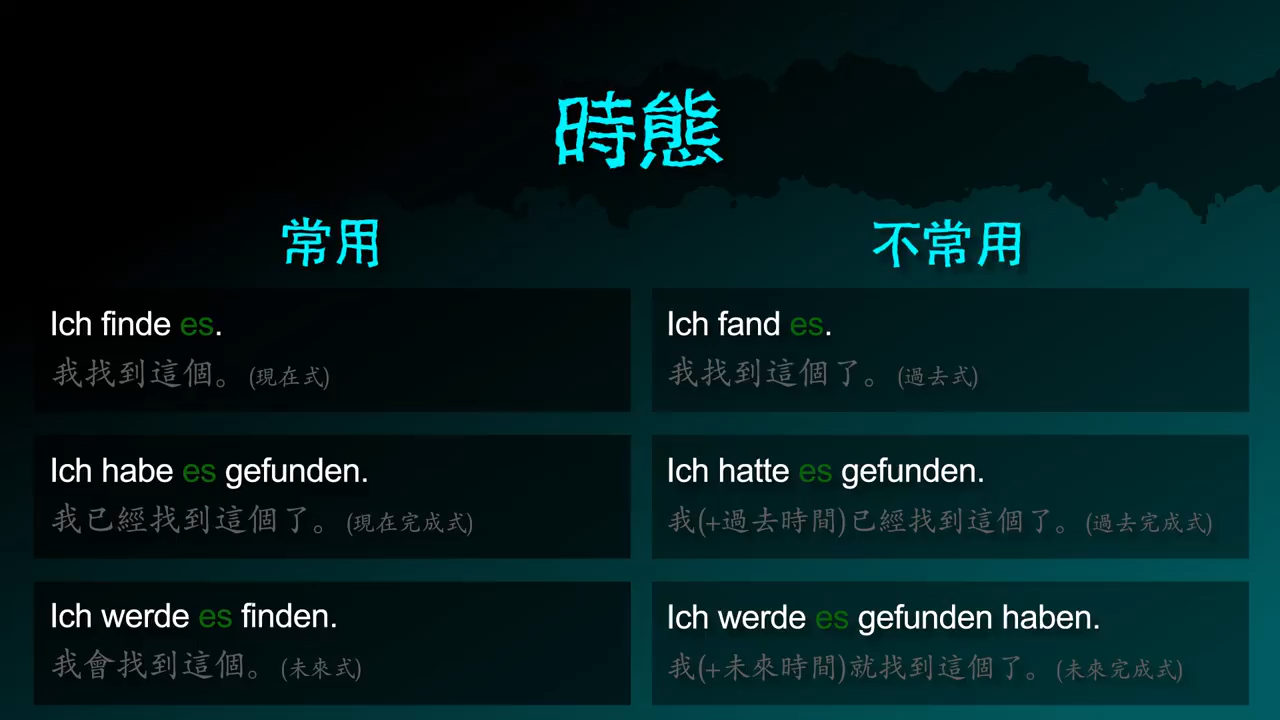 時態
常用
Ich finde es.
我找到這個。(現在式)
Ich habe es gefunden.
我已經找到這個了。(現在完成式)
Ich werde es finden.
我會找到這個。(未來式)
不常用
Ich fand es.
我找到這個了。(過去式)
Ich hatte es gefunden.
我(+過去時間)已經找到這個了。(過去完成式)
Ich werde es gefunden haben.
我(+未來時間)就找到這個了。(未來完成式)